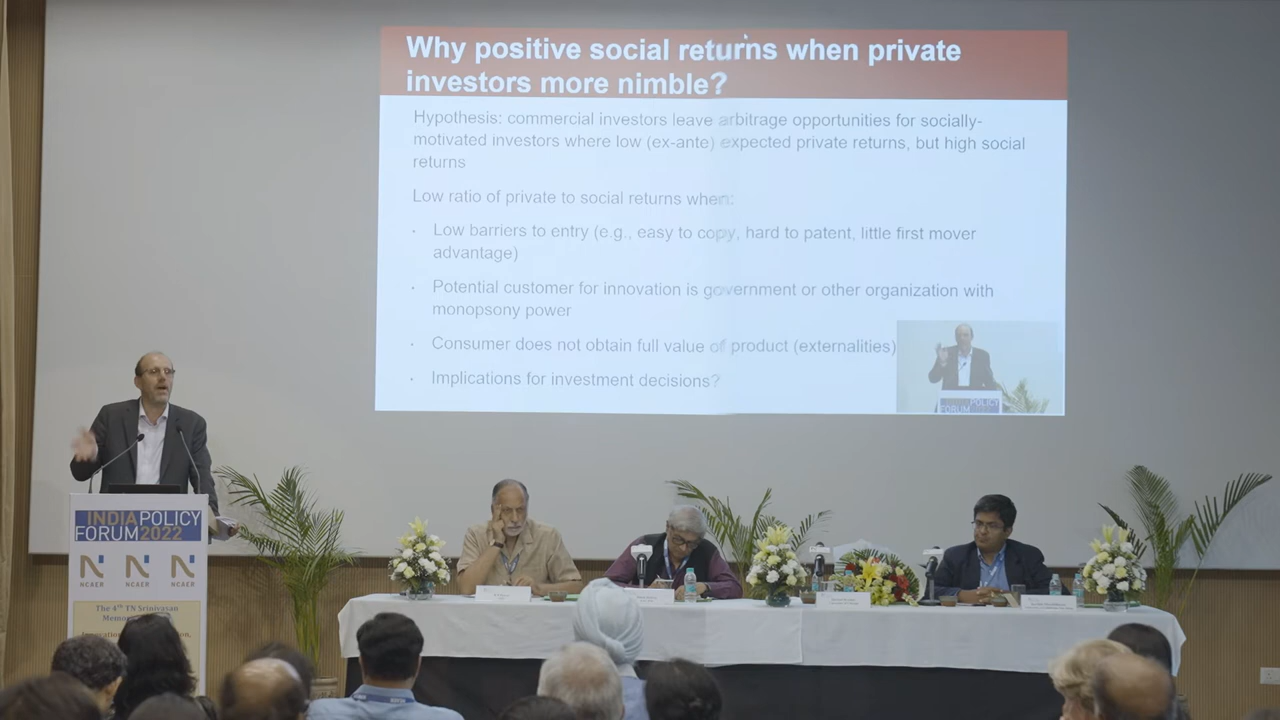 Why positive social returns when private
investors more nimble?
Hypothesis: commercial investors leave arbitrage opportunities for socially-
motivated investors where low (ex-ante) expected private returns, but high social
returns
Low ratio of private to social returns when:
· Low barriers to entry (e.g., easy to copy, hard to patent, little first mover
advantage)
· Potential customer for innovation is government or other organization with
monopsony power
· Consumer does not obtain full value of product (externalities)
· Implications for investment decisions?
POLICY
FORUM
INDIA POLICY
FORUM 2022
NCAER NCAER NCAER
The 4th TN Srinivasan